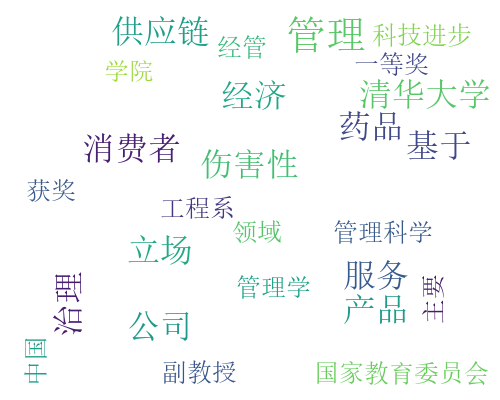 供应链
管理
科技进步
经管
一等奖
学院
经济
清华大学
药品
基于
消费者
伤害性
获奖
工程系
领域
管理科学
立场
服务
管理学
主要
治理
产品
公司
中国
副教授
国家教育委员会